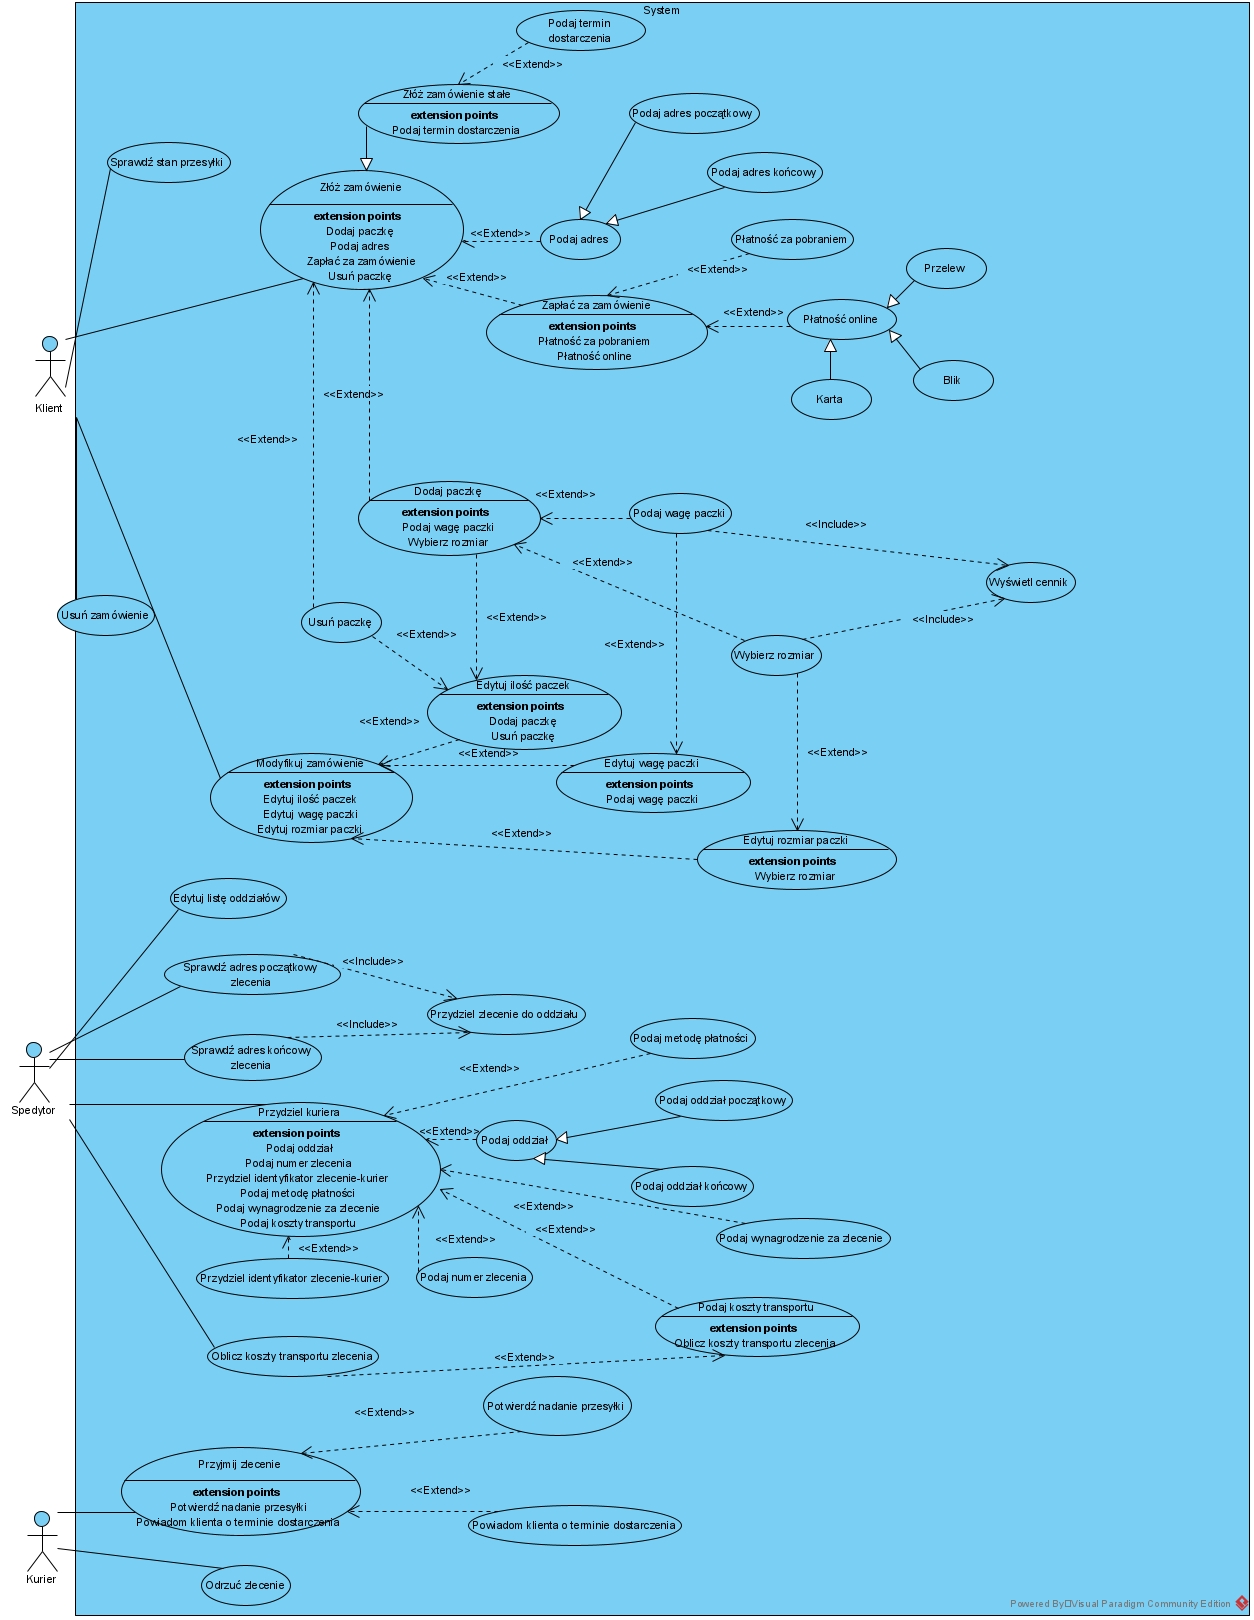 System
Podaj termin
dostarczenia
<<Extend>>
Złóż zamówienie stałe
extension points
Podaj termin dostarczenia
Podaj adres początkowy
Sprawdź stan przesyłki
Podaj adres końcowy
Złóż zamówienie
extension points
Dodaj paczkę
Podaj adres
Zapłać za zamówienie
Usuń paczkę
<<Extend>>
Podaj adres
Płatność za pobraniem
<<Extend>>
<<Extend>>
Przelew
Zapłać za zamówienie
extension points
Płatność za pobraniem
Płatność online
<<Extend>>
Płatność online
Blik
Karta
Klient
<<Extend>>
<<Extend>>
Dodaj paczkę
extension points
Podaj wagę paczki
Wybierz rozmiar
<<Extend>>
Podaj wagę paczki
<<Include>>
<<Extend>>
Wyświetl cennik
Usuń zamówienie
Usuń paczkę
<<Extend>>
<<Extend>>
<<Include>>
<<Extend>>
Wybierz rozmiar
Edytuj ilość paczek
extension points
Dodaj paczkę
Usuń paczkę
<<Extend>>
<<Extend>>
<<Extend>>
Modyfikuj zamówienie
extension points
Edytuj ilość paczek
Edytuj wagę paczki
Edytuj rozmiar paczki
Edytuj wagę paczki
extension points
Podaj wagę paczki
<<Extend>>
Edytuj rozmiar paczki
extension points
Wybierz rozmiar
Edytuj listę oddziałów
Sprawdź adres początkowy
zlecenia
<<Include>>
Przydziel zlecenie do oddziału
<<Include>>
Sprawdź adres końcowy
zlecenia
Podaj metodę płatności
<<Extend>>
Spedytor
Podaj oddział początkowy
Przydziel kuriera
extension points
Podaj oddział
Podaj numer zlecenia
Przydziel identyfikator zlecenie-kurier
Podaj metodę płatności
Podaj wynagrodzenie za zlecenie
Podaj koszty transportu
<<Extend>>
Podaj oddział
Podaj oddział końcowy
<<Extend>>
<<Extend>>
<<Extend>>
<<Extend>>
Podaj wynagrodzenie za zlecenie
Przydziel identyfikator zlecenie-kurier
Podaj numer zlecenia
Podaj koszty transportu
extension points
Oblicz koszty transportu zlecenia
Oblicz koszty transportu zlecenia
<<Extend>>
Potwierdź nadanie przesyłki
<<Extend>>
Przyjmij zlecenie
extension points
Potwierdź nadanie przesyłki
Powiadom klienta o terminie dostarczenia
<<Extend>>
Powiadom klienta o terminie dostarczenia
Kurier
Odrzuć zlecenie
Powered By Visual Paradigm Community Edition